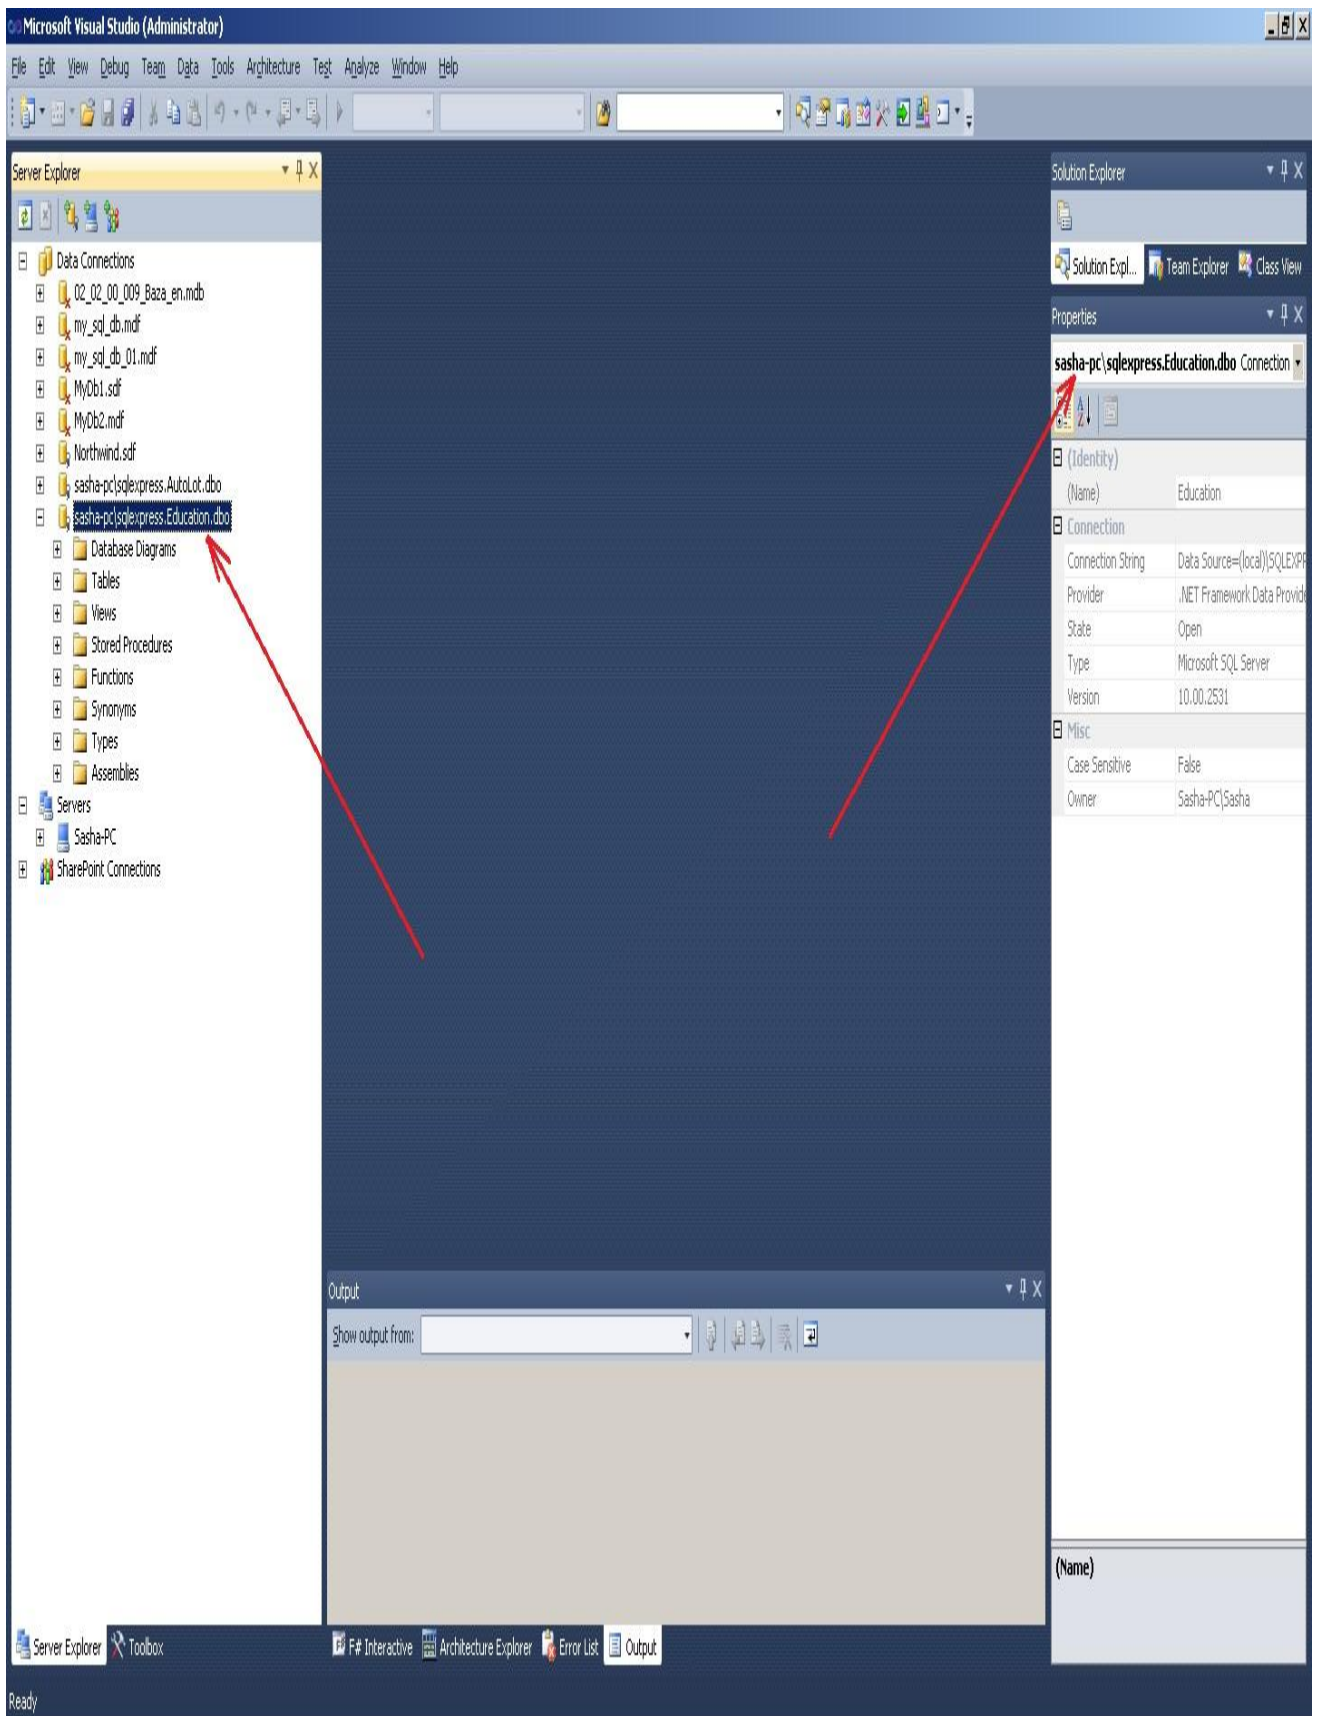 Microsoft Visual Studio (Administrator)
File Edit View Debug Team Data Tools Architecture Test Analyze Window Help
Server Explorer
Data Connections
02_02_00_009_Baza_en.mdb
my_sql_db.mdf
my_sql_db_01.mdf
MyDb1.sdf
MyDb2.mdf
Northwind.sdf
sasha-pc\sqlexpress.AutoLot.dbo
sasha-pc\sqlexpress.Education.dbo
Database Diagrams
Tables
Views
Stored Procedures
Functions
Synonyms
Types
Assemblies
Servers
Sasha-PC
SharePoint Connections
Server Explorer Toolbox
Output
Show output from:
F# Interactive Architecture Explorer Error List Output
Solution Explorer
Solution Expl... Team Explorer Class View
Properties
sasha-pc\sqlexpress.Education.dbo Connection
(Identity)
(Name) Education
Connection
Connection String Data Source=(local)\SQLEXPR
Provider .NET Framework Data Provide
State Open
Type Microsoft SQL Server
Version 10.00.2531
Misc
Case Sensitive False
Owner Sasha-PC\Sasha
(Name)
Ready